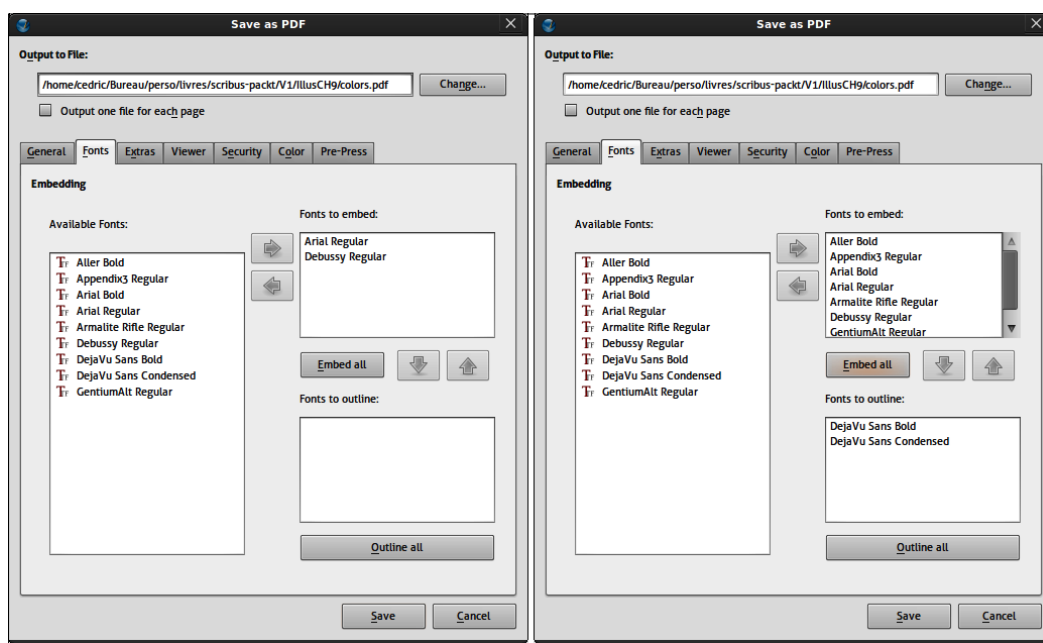 Save as PDF
Output to File:
/home/cedric/Bureau/perso/livres/scribus-packt/V1/IllusCH9/colors.pdf
Change...
Output one file for each page
General Fonts Extras Viewer Security Color Pre-Press
Embedding
Available Fonts:
Aller Bold
Appendix3 Regular
Arial Bold
Arial Regular
Armalite Rifle Regular
Debussy Regular
DejaVu Sans Bold
DejaVu Sans Condensed
GentiumAlt Regular
Fonts to embed:
Arial Regular
Debussy Regular
Embed all
Fonts to outline:
Outline all
Save Cancel
Save as PDF
Output to File:
/home/cedric/Bureau/perso/livres/scribus-packt/V1/IllusCH9/colors.pdf
Change...
Output one file for each page
General Fonts Extras Viewer Security Color Pre-Press
Embedding
Available Fonts:
Aller Bold
Appendix3 Regular
Arial Bold
Arial Regular
Armalite Rifle Regular
Debussy Regular
DejaVu Sans Bold
DejaVu Sans Condensed
GentiumAlt Regular
Fonts to embed:
Aller Bold
Appendix3 Regular
Arial Bold
Arial Regular
Armalite Rifle Regular
Debussy Regular
GentiumAlt Regular
Embed all
Fonts to outline:
DejaVu Sans Bold
DejaVu Sans Condensed
Outline all
Save Cancel